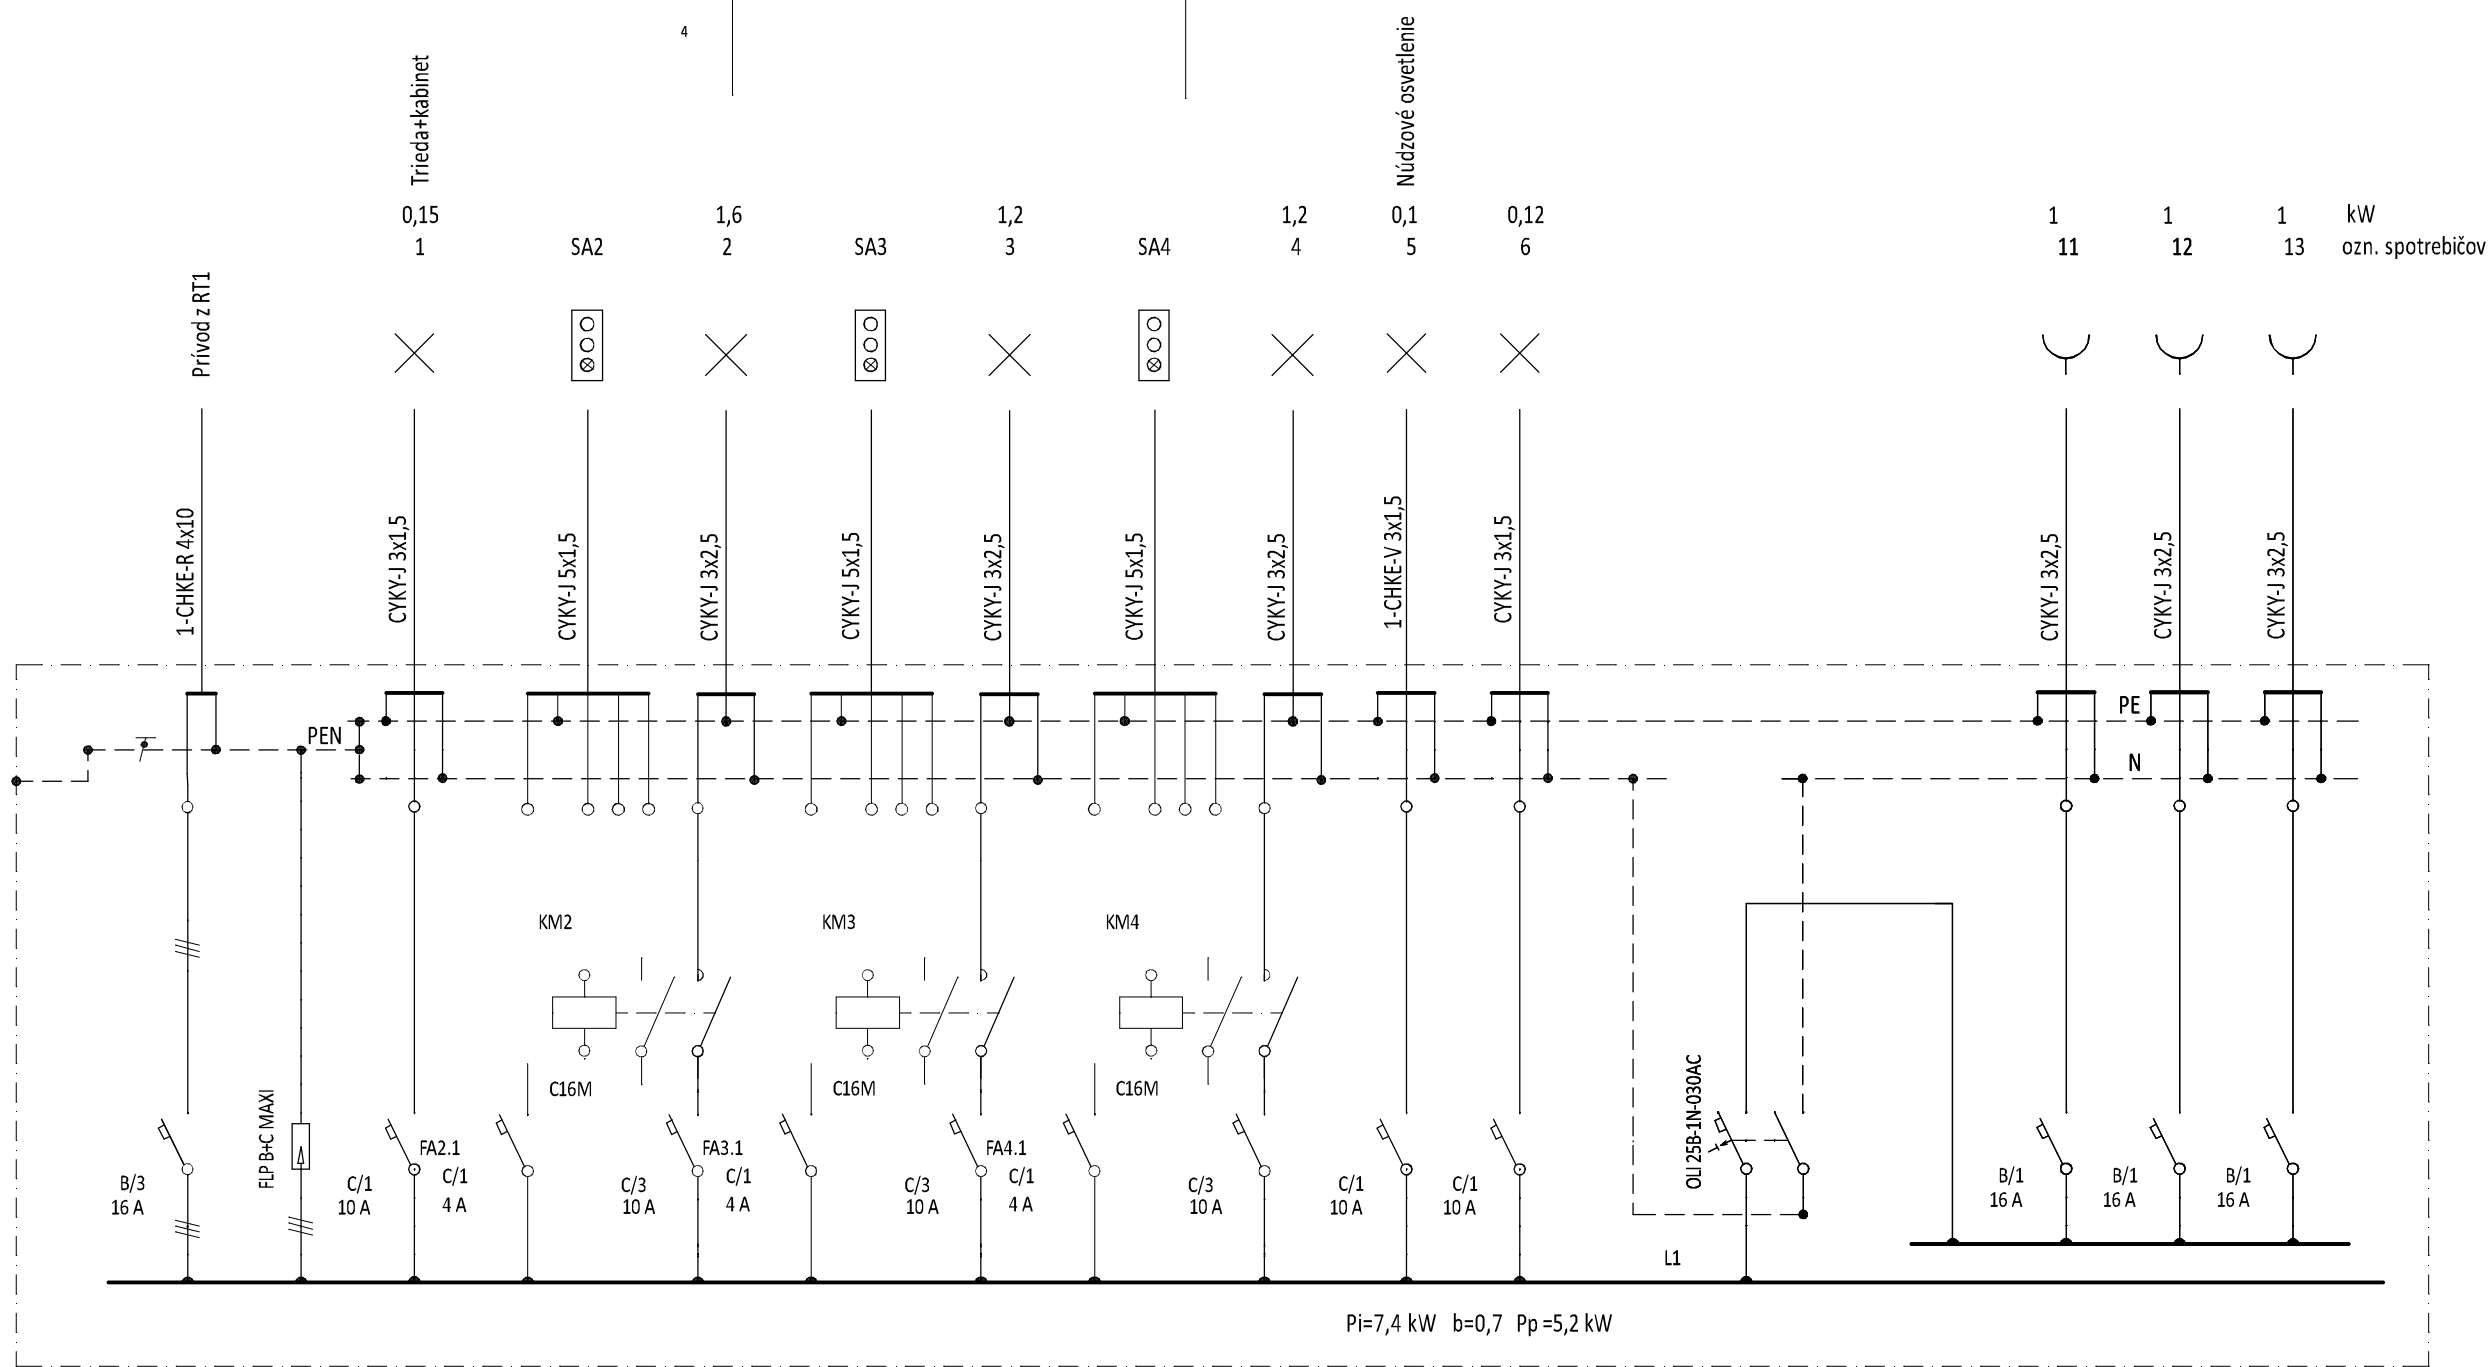 4
Trieda+kabinet
Núdzové osvetlenie
0,15
1,6
1,2
1,2
0,1
0,12
1
1
1
kW
1
SA2
2
SA3
3
SA4
4
5
6
11
12
13
ozn. spotrebičov
Prívod z RT1
1-CHKE-R 4x10
CYKY-J 3x1,5
CYKY-J 5x1,5
CYKY-J 3x2,5
CYKY-J 5x1,5
CYKY-J 3x2,5
CYKY-J 5x1,5
CYKY-J 3x2,5
1-CHKE-V 3x1,5
CYKY-J 3x1,5
CYKY-J 3x2,5
CYKY-J 3x2,5
CYKY-J 3x2,5
PE
PEN
N
KM2
KM3
KM4
C16M
C16M
C16M
FLP B+C MAXI
OLI 25B-1N-030AC
FA2.1
FA3.1
FA4.1
B/3
16 A
C/1
10 A
C/1
4 A
C/3
10 A
C/1
4 A
C/3
10 A
C/1
4 A
C/3
10 A
C/1
10 A
C/1
10 A
B/1
16 A
B/1
16 A
B/1
16 A
L1
Pi=7,4 kW b=0,7 Pp =5,2 kW